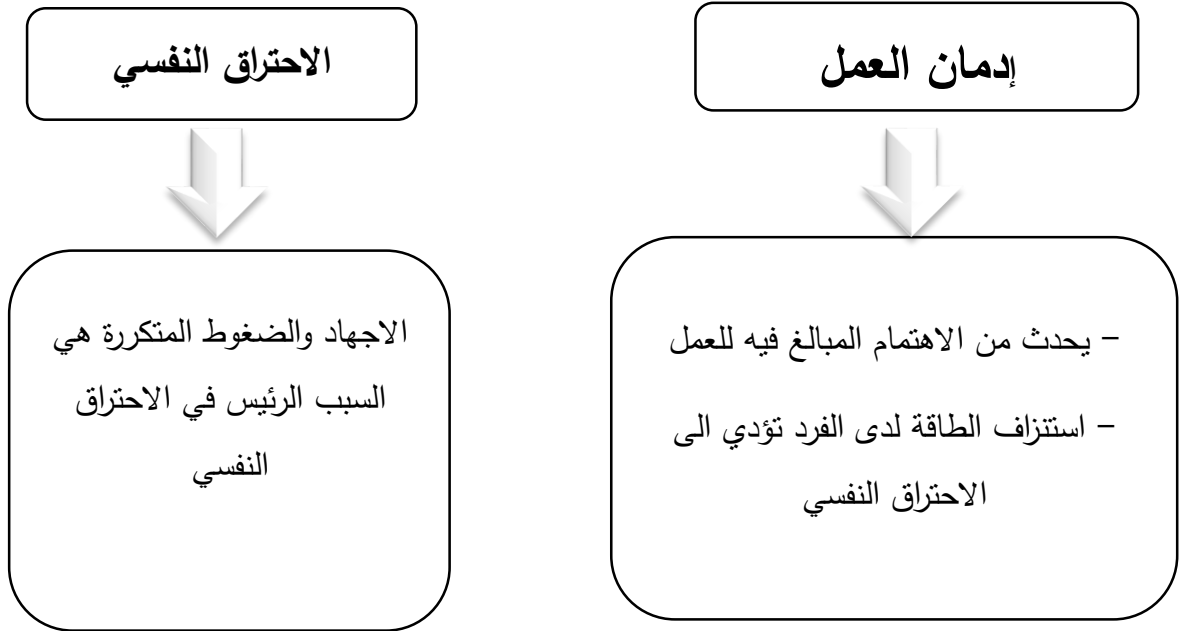 إدمان العمل
الاحتراق النفسي
- يحدث من الاهتمام المبالغ فيه للعمل
- استنزاف الطاقة لدى الفرد تؤدي الى
الاحتراق النفسي
الاجهاد والضغوط المتكررة هي
السبب الرئيس في الاحتراق
النفسي